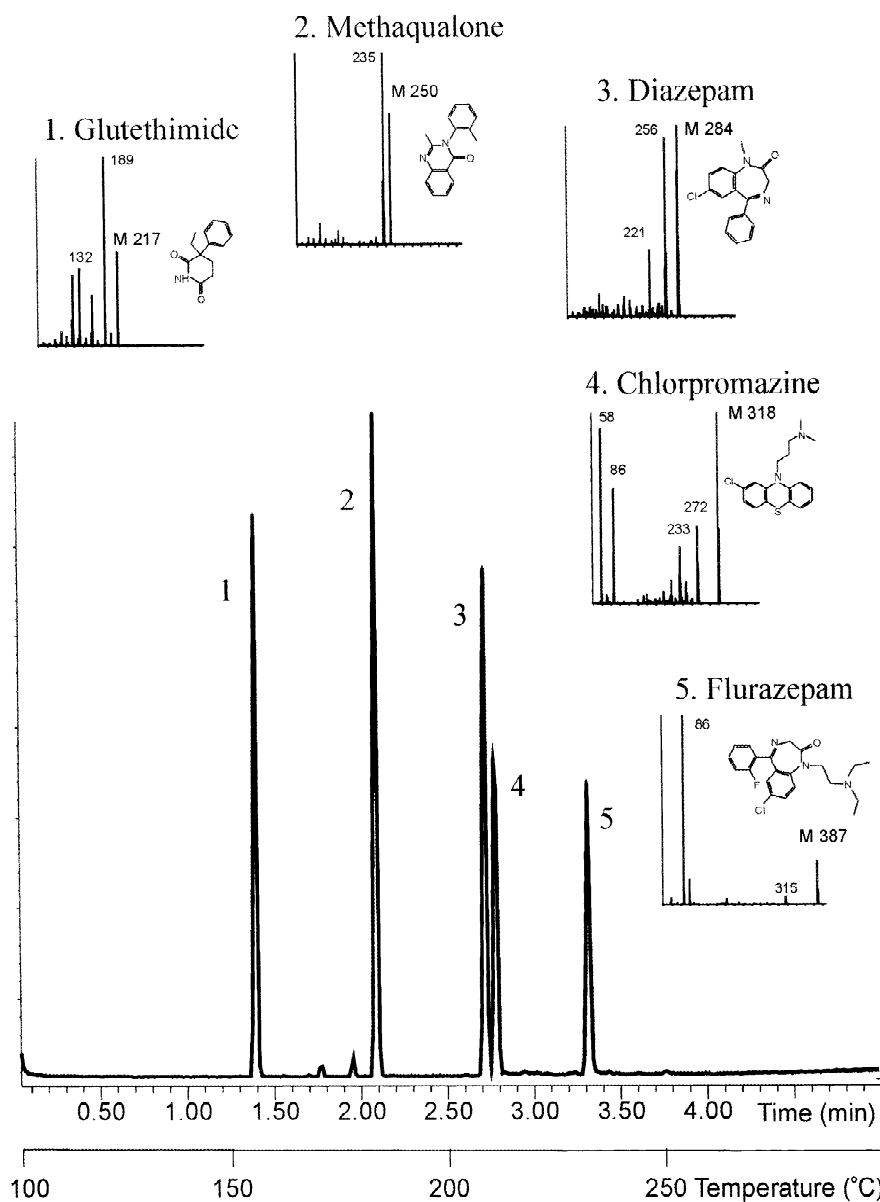 2. Methaqualone
235
M 250
N
N
O
3. Diazepam
256
M 284
221
N
O
Cl
N
1. Glutethimide
189
132
M 217
O
NH
O
4. Chlorpromazine
58
M 318
86
272
233
N
N
Cl
S
5. Flurazepam
86
N
O
N
F
N
Cl
M 387
315
1
2
3
4
5
0.50 1.00 1.50 2.00 2.50 3.00 3.50 4.00 Time (min)
100 150 200 250 Temperature (°C)